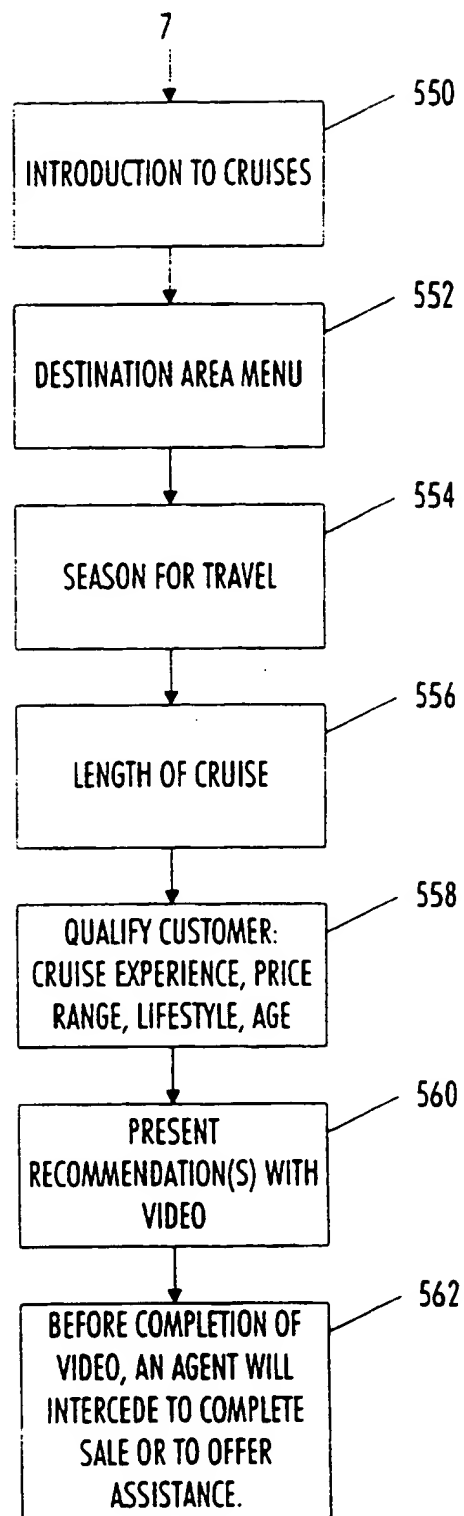 7
550
INTRODUCTION TO CRUISES
552
DESTINATION AREA MENU
554
SEASON FOR TRAVEL
556
LENGTH OF CRUISE
558
QUALIFY CUSTOMER:
CRUISE EXPERIENCE, PRICE
RANGE, LIFESTYLE, AGE
560
PRESENT
RECOMMENDATION(S) WITH
VIDEO
562
BEFORE COMPLETION OF
VIDEO, AN AGENT WILL
INTERCEDE TO COMPLETE
SALE OR TO OFFER
ASSISTANCE.